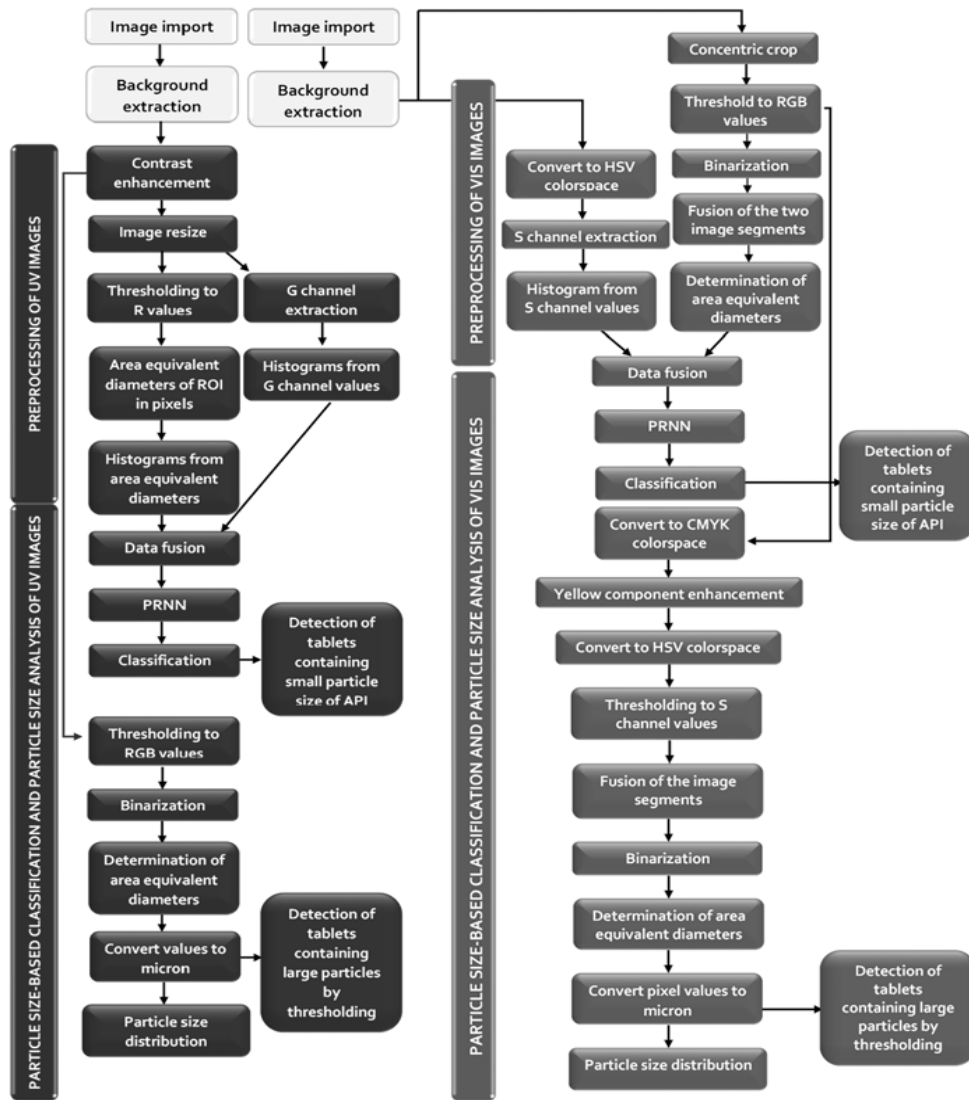 Image import
Background
extraction
PREPROCESSING OF UV IMAGES
Contrast
enhancement
Image resize
Thresholding to
R values
G channel
extraction
Area equivalent
diameters of ROI
in pixels
Histograms from
G channel values
Histograms from
area equivalent
diameters
PARTICLE SIZE-BASED CLASSIFICATION AND PARTICLE SIZE ANALYSIS OF UV IMAGES
Data fusion
PRNN
Classification
Detection of
tablets
containing
small particle
size of API
Thresholding to
RGB values
Binarization
Determination of
area equivalent
diameters
Convert values to
micron
Detection of
tablets
containing
large particles
by
thresholding
Particle size
distribution
Image import
Background
extraction
PREPROCESSING OF VIS IMAGES
Convert to HSV
colorspace
S channel extraction
Histogram from
S channel values
Concentric crop
Threshold to RGB
values
Binarization
Fusion of the two
image segments
Determination of
area equivalent
diameters
PARTICLE SIZE-BASED CLASSIFICATION AND PARTICLE SIZE ANALYSIS OF VIS IMAGES
Data fusion
PRNN
Classification
Detection of
tablets
containing
small particle
size of API
Convert to CMYK
colorspace
Yellow component enhancement
Convert to HSV colorspace
Thresholding to S
channel values
Fusion of the image
segments
Binarization
Determination of area
equivalent diameters
Convert pixel values to
micron
Detection of
tablets
containing large
particles by
thresholding
Particle size distribution